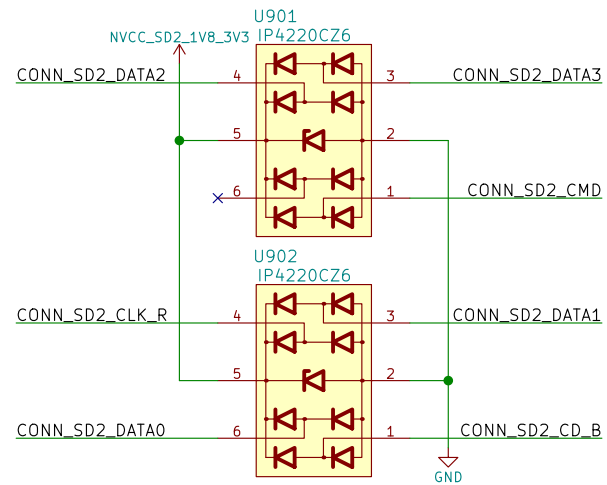 U901
NVCC_SD2_1V8_3V3
IP4220CZ6
CONN_SD2_DATA2
4
3
CONN_SD2_DATA3
5
2
6
1
CONN_SD2_CMD
U902
IP4220CZ6
CONN_SD2_CLK_R
4
3
CONN_SD2_DATA1
5
2
CONN_SD2_DATA0
6
1
CONN_SD2_CD_B
GND